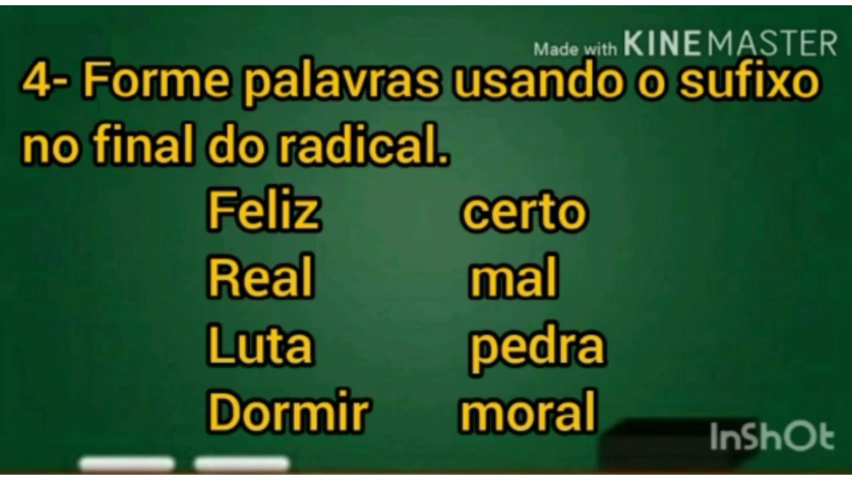 Made with KINEMASTER
4- Forme palavras usando o sufixo
no final do radical.
Feliz certo
Real mal
Luta pedra
Dormir moral
InShOt